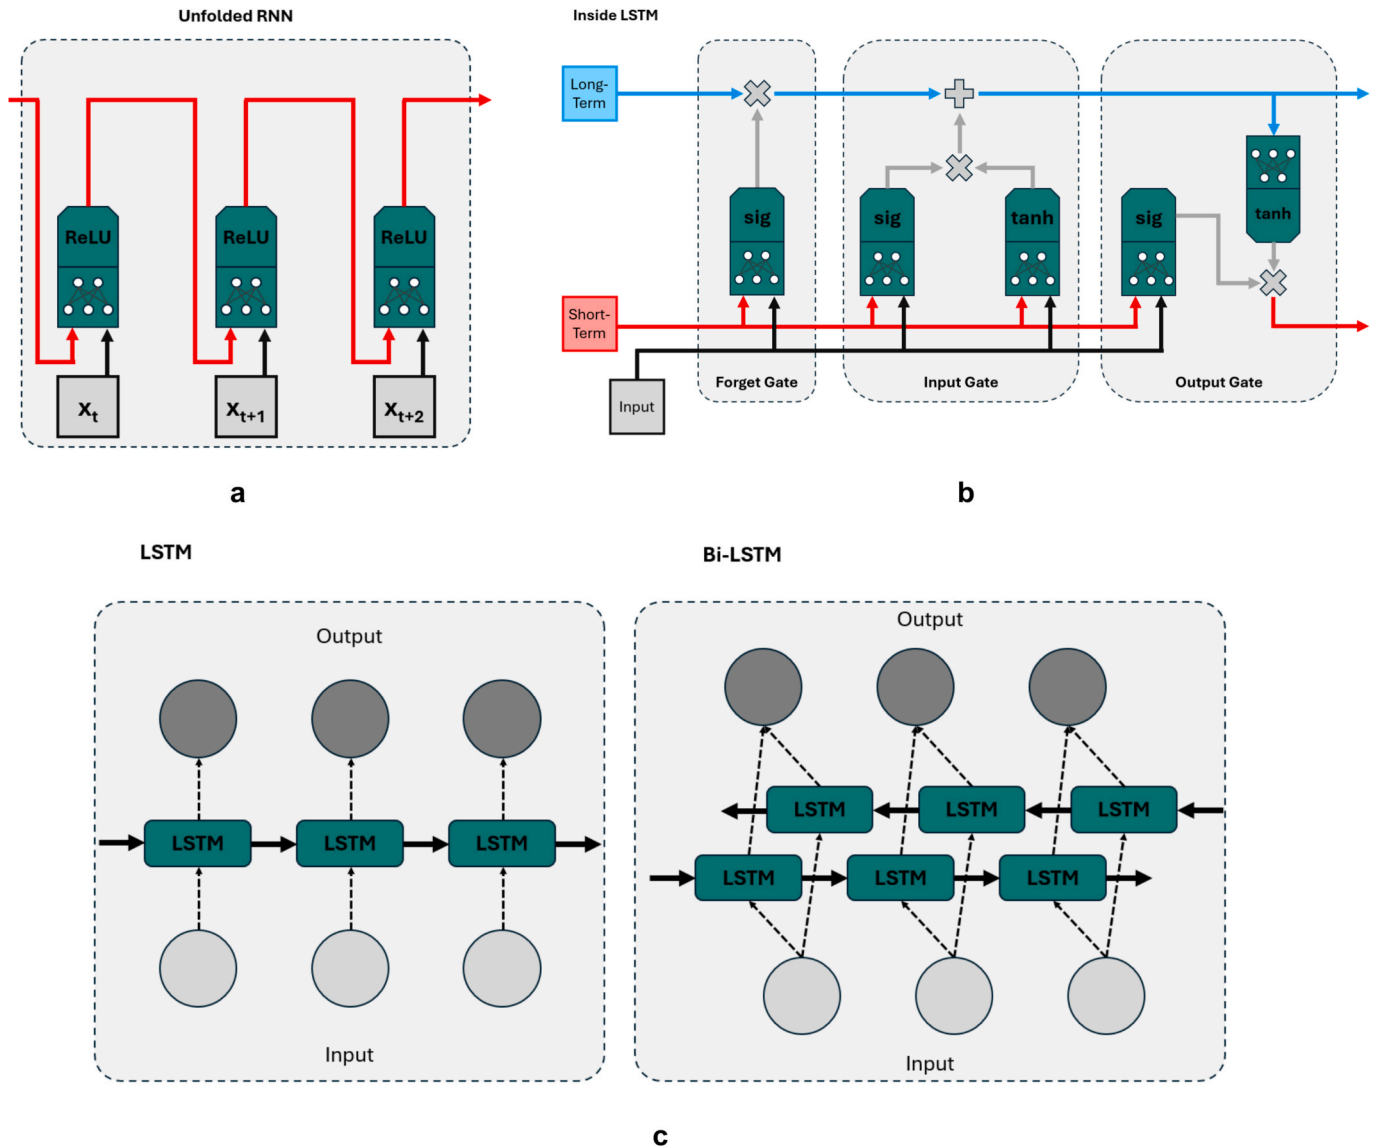 Unfolded RNN
ReLU
ReLU
ReLU
xt
xt+1
xt+2
a
Inside LSTM
Long-
Term
Short-
Term
Input
sig
sig
tanh
sig
tanh
Forget Gate
Input Gate
Output Gate
b
LSTM
Output
LSTM
LSTM
LSTM
Input
Bi-LSTM
Output
LSTM
LSTM
LSTM
LSTM
LSTM
LSTM
Input
c